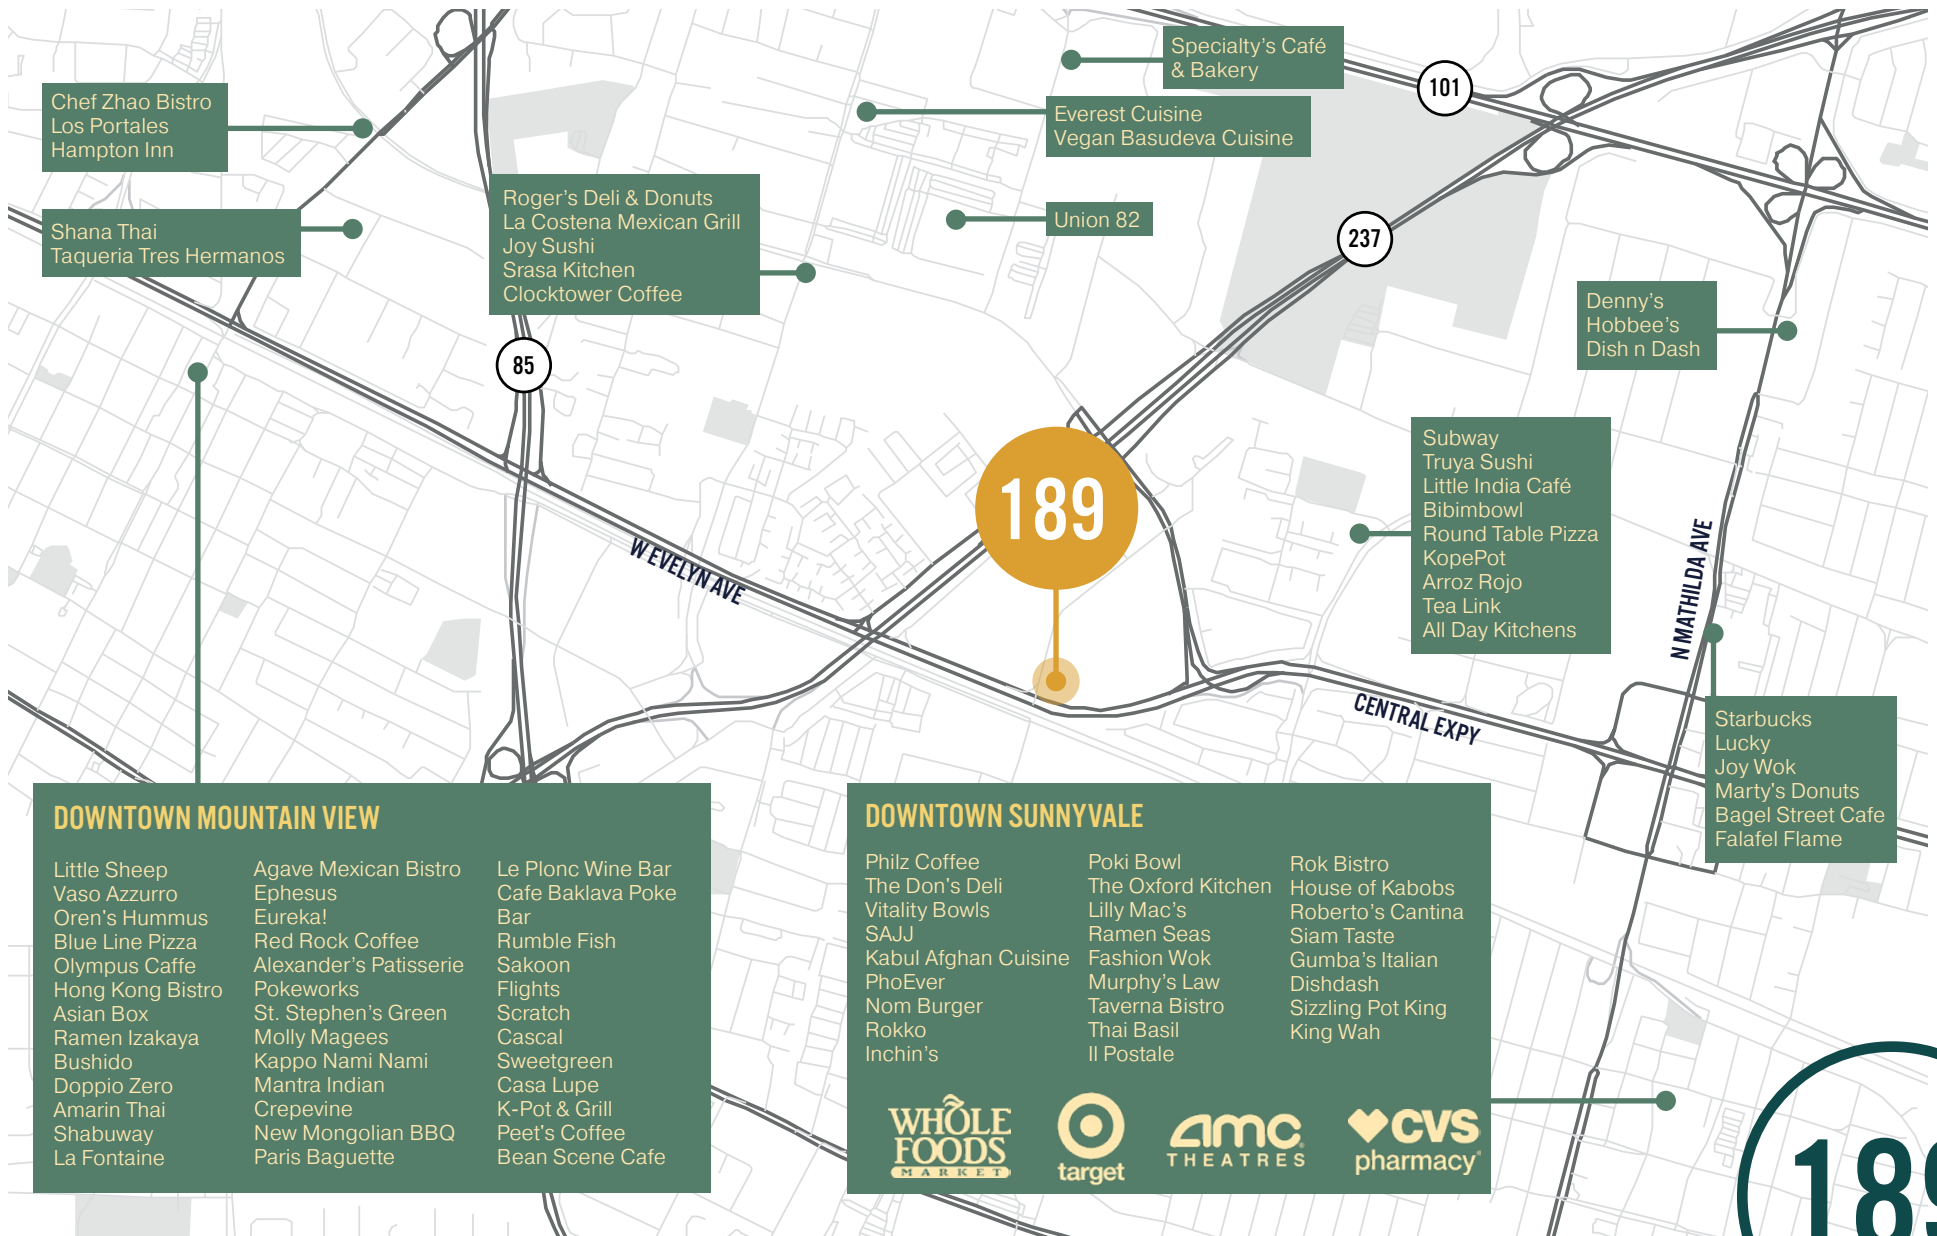 Specialty's Café
& Bakery
101
Chef Zhao Bistro
Los Portales
Hampton Inn
Everest Cuisine
Vegan Basudeva Cuisine
Shana Thai
Taqueria Tres Hermanos
Roger's Deli & Donuts
La Costena Mexican Grill
Joy Sushi
Srasa Kitchen
Clocktower Coffee
Union 82
237
Denny's
Hobbee's
Dish n Dash
85
189
Subway
Truya Sushi
Little India Café
Bibimbowl
Round Table Pizza
KopePot
Arroz Rojo
Tea Link
All Day Kitchens
W EVELYN AVE
N MATHILDA AVE
CENTRAL EXPY
Starbucks
Lucky
Joy Wok
Marty's Donuts
Bagel Street Cafe
Falafel Flame
DOWNTOWN MOUNTAIN VIEW
Little Sheep
Vaso Azzurro
Oren's Hummus
Blue Line Pizza
Olympus Caffe
Hong Kong Bistro
Asian Box
Ramen Izakaya
Bushido
Doppio Zero
Amarin Thai
Shabuway
La Fontaine
Agave Mexican Bistro
Ephesus
Eureka!
Red Rock Coffee
Alexander's Patisserie
Pokeworks
St. Stephen's Green
Molly Magees
Kappo Nami Nami
Mantra Indian
Crepevine
New Mongolian BBQ
Paris Baguette
Le Plonc Wine Bar
Cafe Baklava Poke
Bar
Rumble Fish
Sakoon
Flights
Scratch
Cascal
Sweetgreen
Casa Lupe
K-Pot & Grill
Peet's Coffee
Bean Scene Cafe
DOWNTOWN SUNNYVALE
Philz Coffee
The Don's Deli
Vitality Bowls
SAJJ
Kabul Afghan Cuisine
PhoEver
Nom Burger
Rokko
Inchin's
Poki Bowl
The Oxford Kitchen
Lilly Mac's
Ramen Seas
Fashion Wok
Murphy's Law
Taverna Bistro
Thai Basil
Il Postale
Rok Bistro
House of Kabobs
Roberto's Cantina
Siam Taste
Gumba's Italian
Dishdash
Sizzling Pot King
King Wah
WHOLE
FOODS
MARKET
target
amc
THEATRES
CVS
pharmacy
189